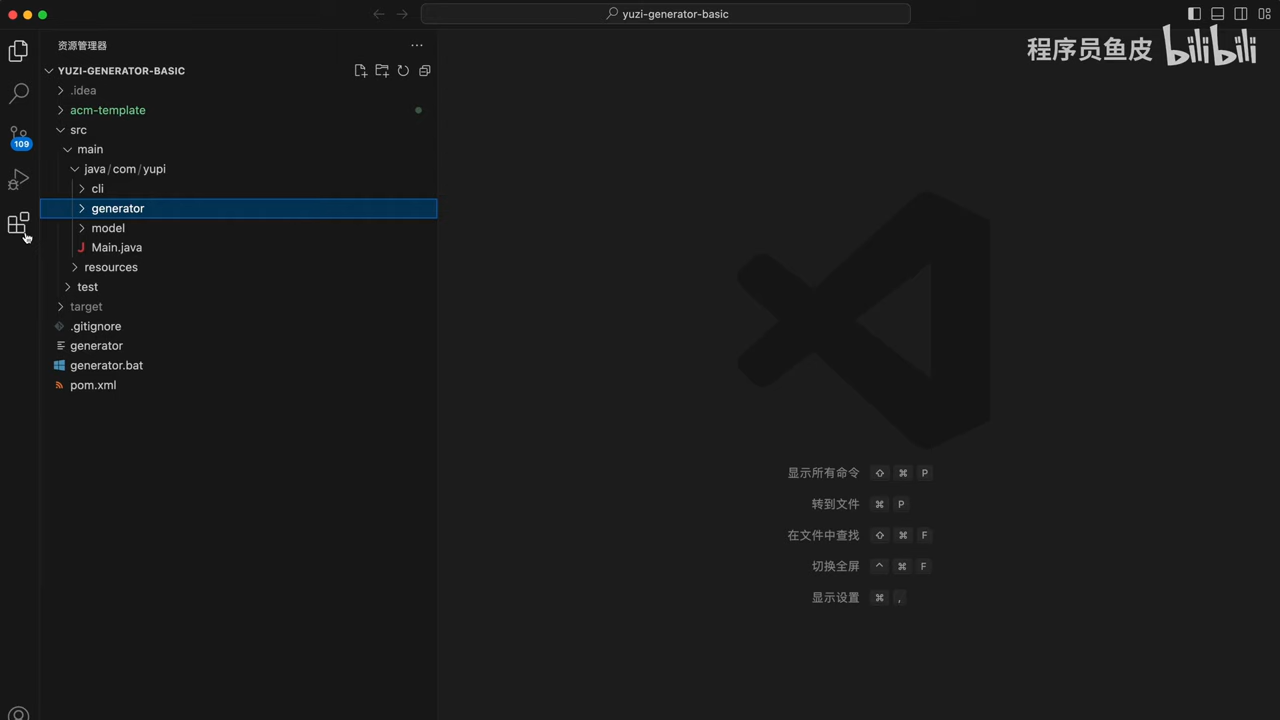 yuzi-generator-basic
程序员鱼皮 bilibili
资源管理器
YUZI-GENERATOR-BASIC
.idea
acm-template
src
main
109
java/com/yupi
cli
generator
model
J Main.java
resources
test
target
.gitignore
generator
generator.bat
pom.xml
显示所有命令 ⇧ ⌘ P
转到文件 ⌘ P
在文件中查找 ⇧ ⌘ F
切换全屏 ^ ⌘ F
显示设置 ⌘ ,